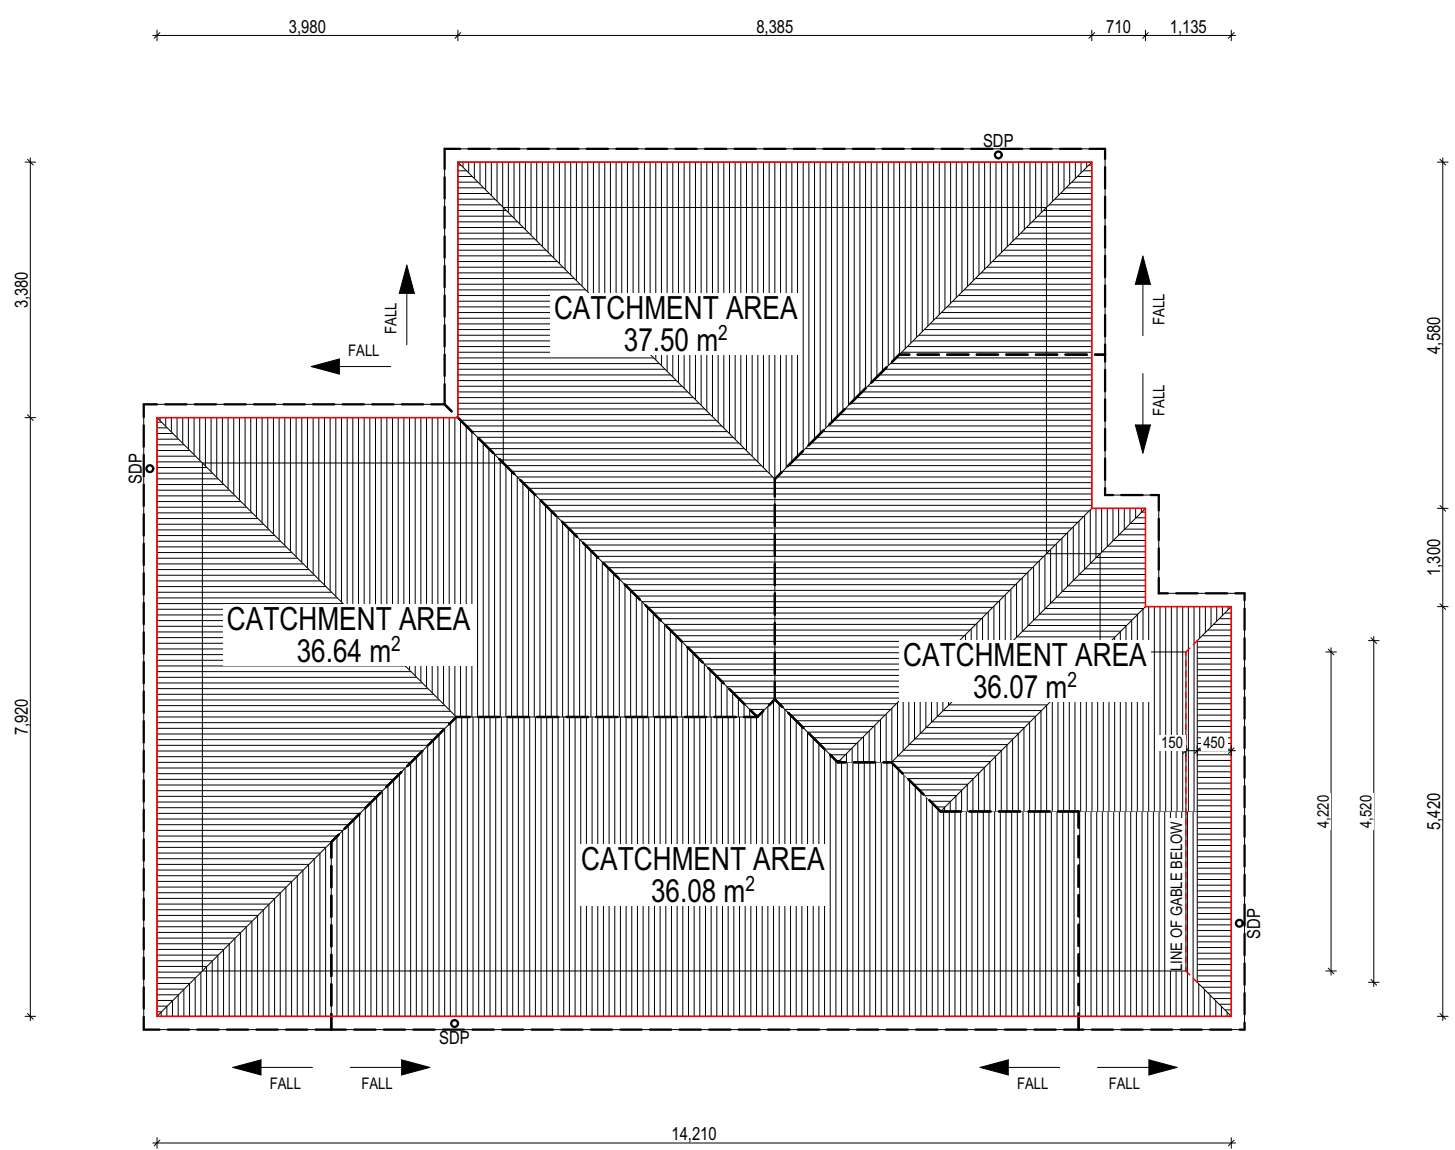 3,980
8,385
710
1,135
SDP
3,380
FALL
FALL
FALL
FALL
4,580
CATCHMENT AREA
37.50 m²
SDP
CATCHMENT AREA
36.64 m²
7,920
1,300
CATCHMENT AREA
36.07 m²
150
450
4,220
4,520
5,420
CATCHMENT AREA
36.08 m²
LINE OF GABLE BELOW
SDP
SDP
FALL
FALL
FALL
FALL
14,210